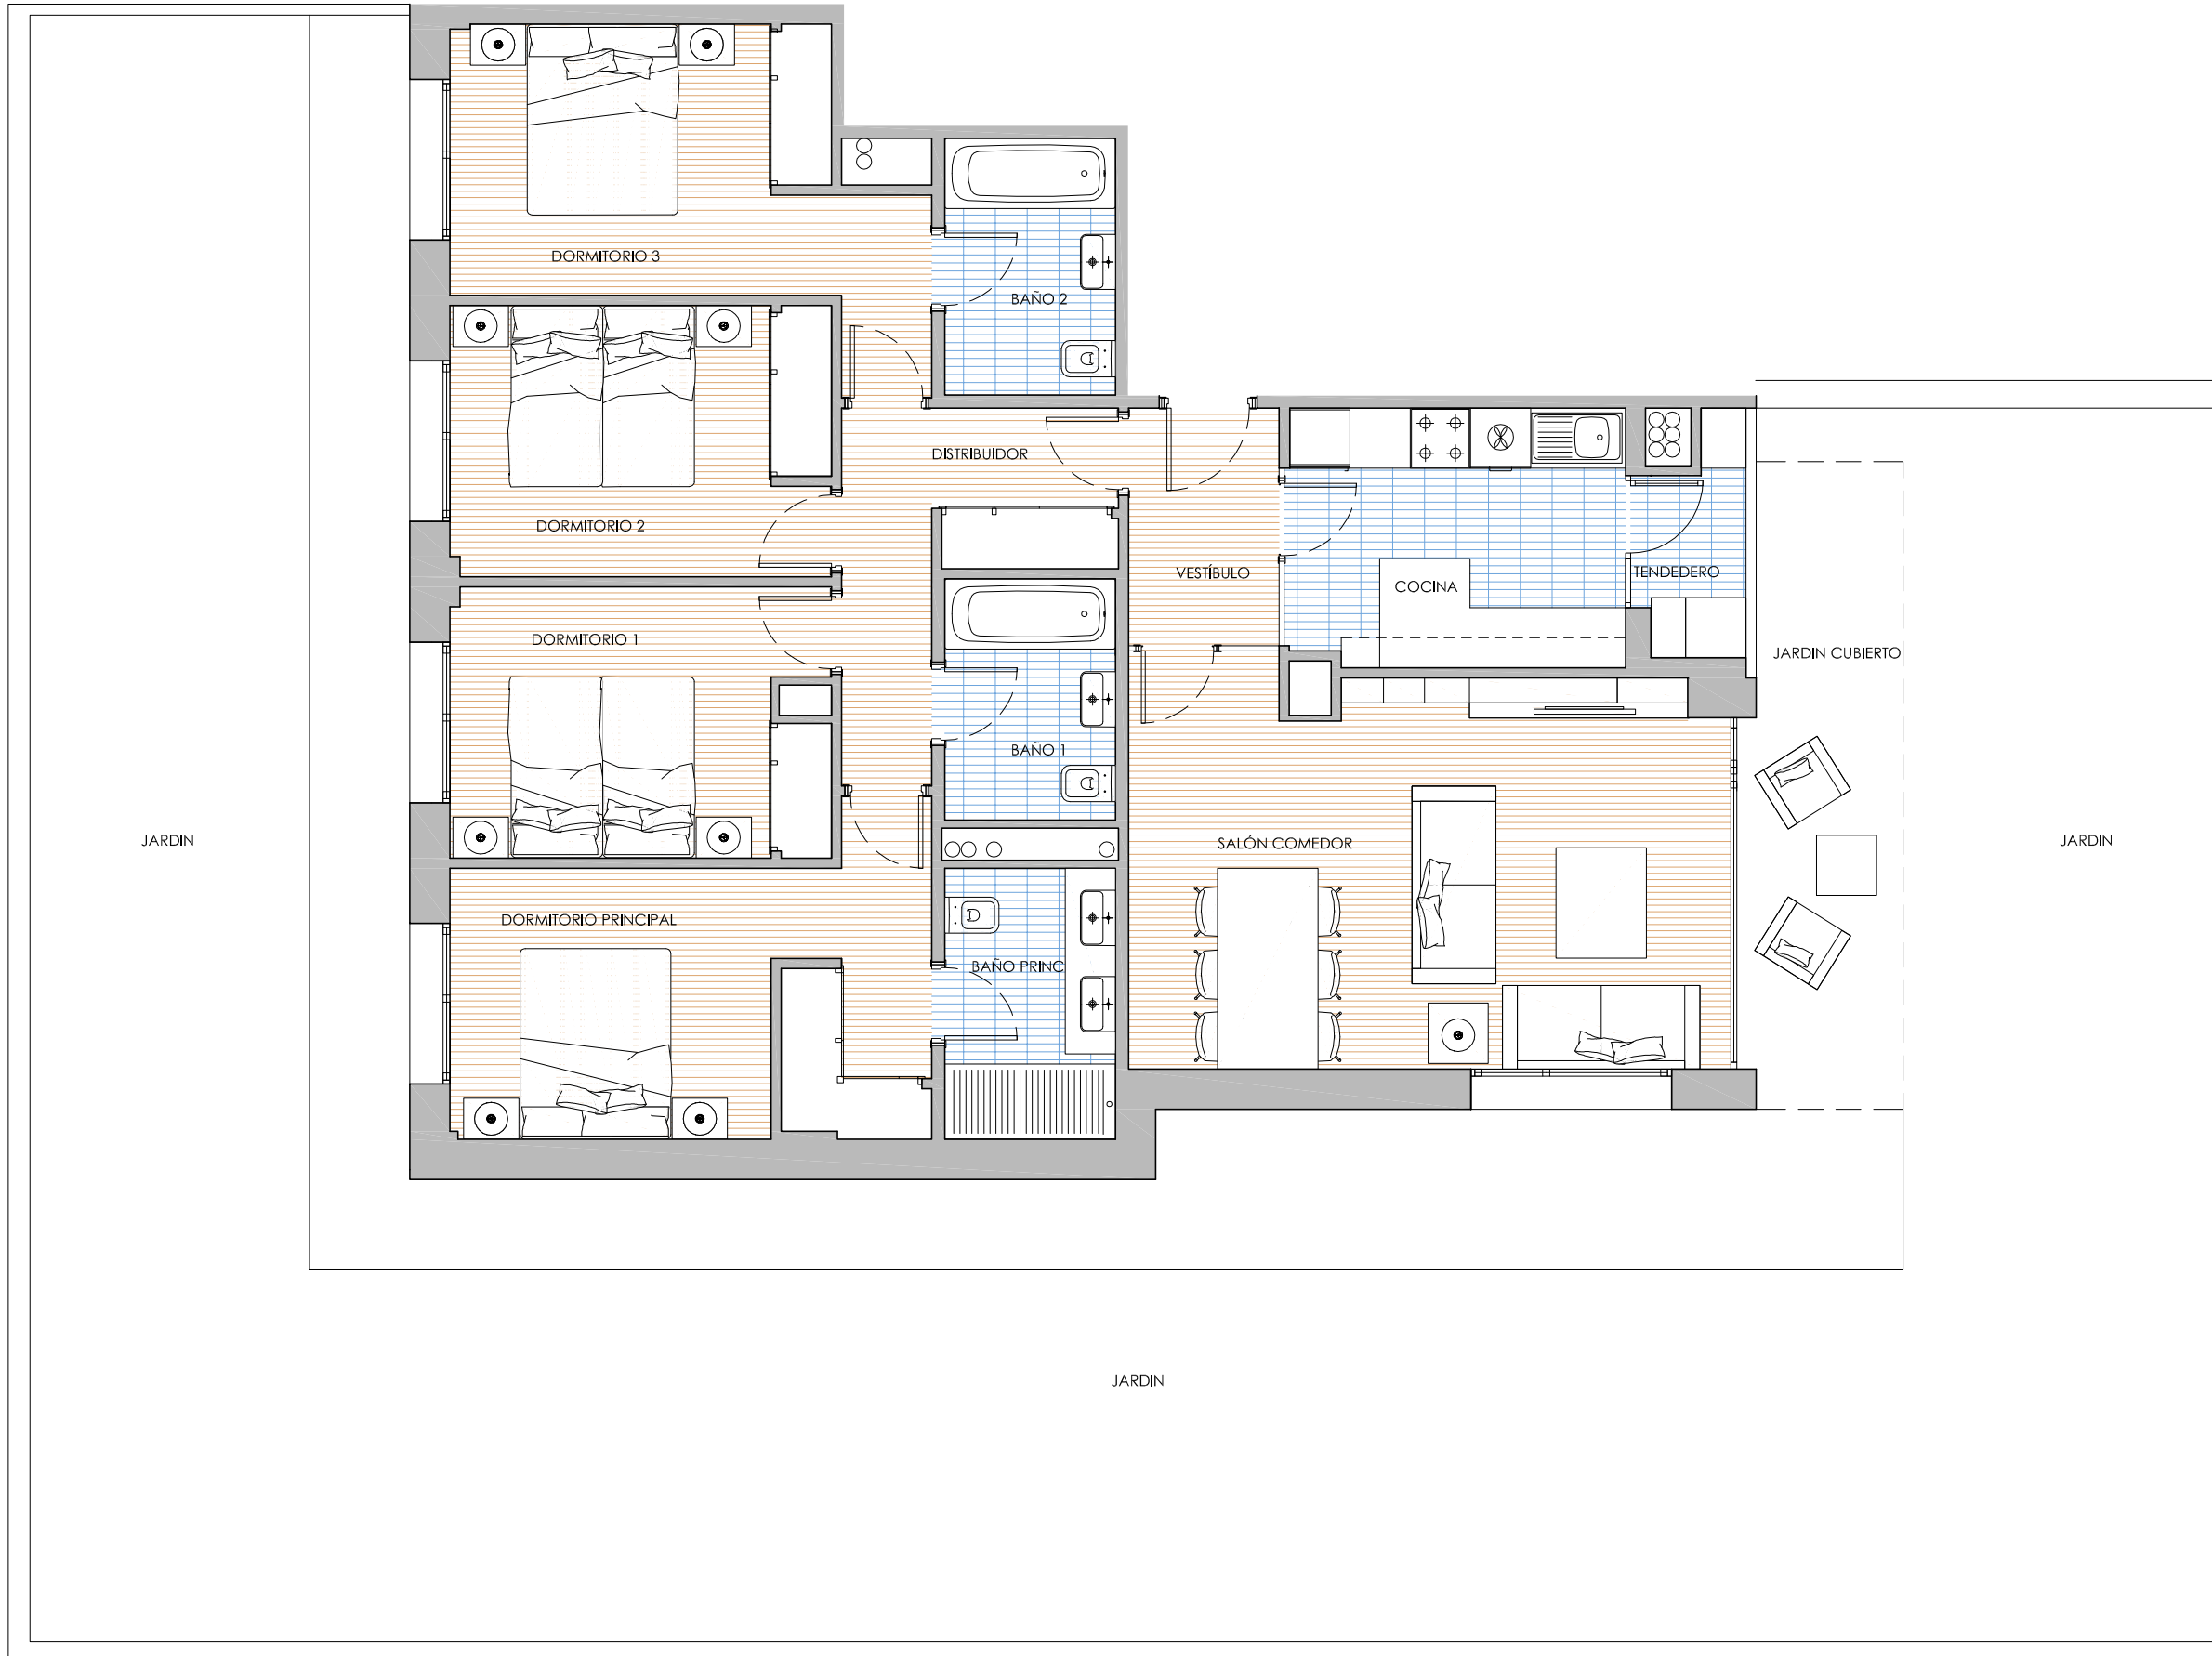 DORMITORIO 3
BAÑO 2
DISTRIBUIDOR
DORMITORIO 2
VESTÍBULO
COCINA
TENDEDERO
DORMITORIO 1
JARDIN CUBIERTO
BAÑO 1
JARDIN
SALÓN COMEDOR
JARDIN
DORMITORIO PRINCIPAL
BAÑO PRINC
JARDIN